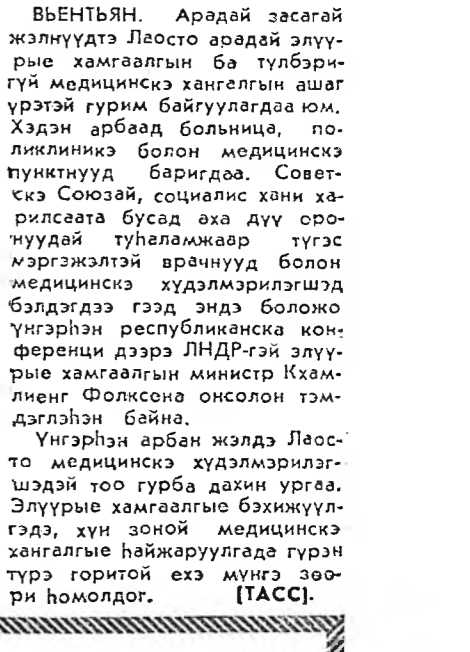 ВЬЕНТЬЯН. Арадай засагай
жэлнүүдтэ Лаосто арадай элүү-
рые хамгаалгын ба түлбэри-
гүй медицинскэ хангалгын ашаг
үрэтэй гурим байгуулагдаа юм.
Хэдэн арбаад больница, по-
ликлиникэ болон медицинскэ
пунктнууд баригдаа. Совет-
скэ Союзай, социалис хани ха-
рилсаата бусад аха дүү оро-
нуудай туһаламжаар түгэс
мэргэжэлтэй врачнууд болон
медицинскэ хүдэлмэрилэгшэд
бэлдэгдээ гээд эндэ боложо
үнгэрһэн республиканска кон-
ференци дээрэ ЛНДР-гэй элүү-
рые хамгаалгын министр Кхам-
лиенг Фолксена онсолон тэм-
дэглэһэн байна.
Үнгэрһэн арбан жэлдэ Лаос-
то медицинскэ хүдэлмэрилэг-
шэдэй тоо гурба дахин ургаа.
Элүүрые хамгаалгые бэхижүүл-
гэдэ, хүн зоной медицинскэ
хангалгые һайжаруулгада гүрэн
түрэ горитой ехэ мүнгэ зөө-
ри һомолдог. [ТАСС].